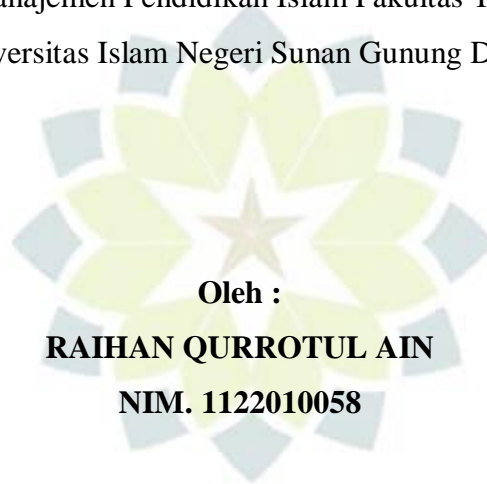 Pendidikan Islam Fakultas
Islam Negeri Sunan Gunung
Oleh :
RAIHAN QURROTUL AIN
NIM. 1122010058